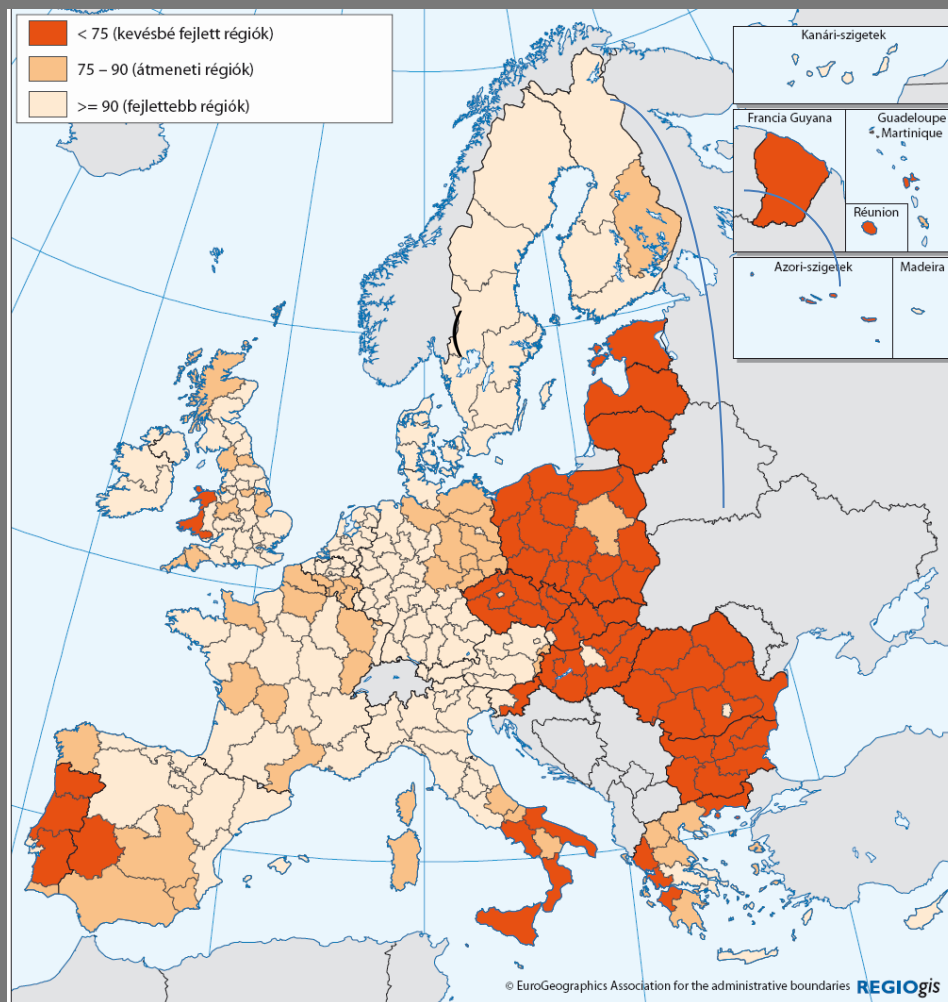 < 75 (kevésbé fejlett régiók)
75 – 90 (átmeneti régiók)
>= 90 (fejlettebb régiók)
Kanári-szigetek
Francia Guyana
Guadeloupe
Martinique
Réunion
Azori-szigetek
Madeira
© EuroGeographics Association for the administrative boundaries
REGIOgis